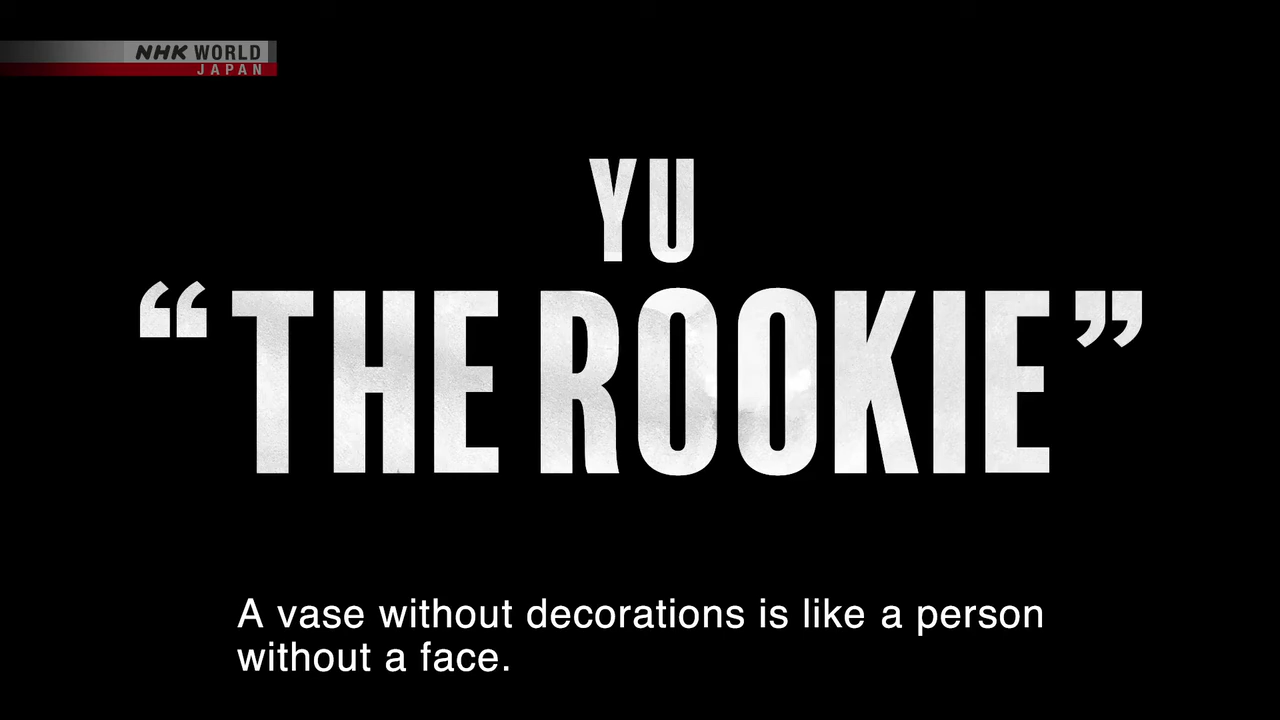 NHK WORLD
JAPAN
YU
“THE ROOKIE”
A vase without decorations is like a person
without a face.